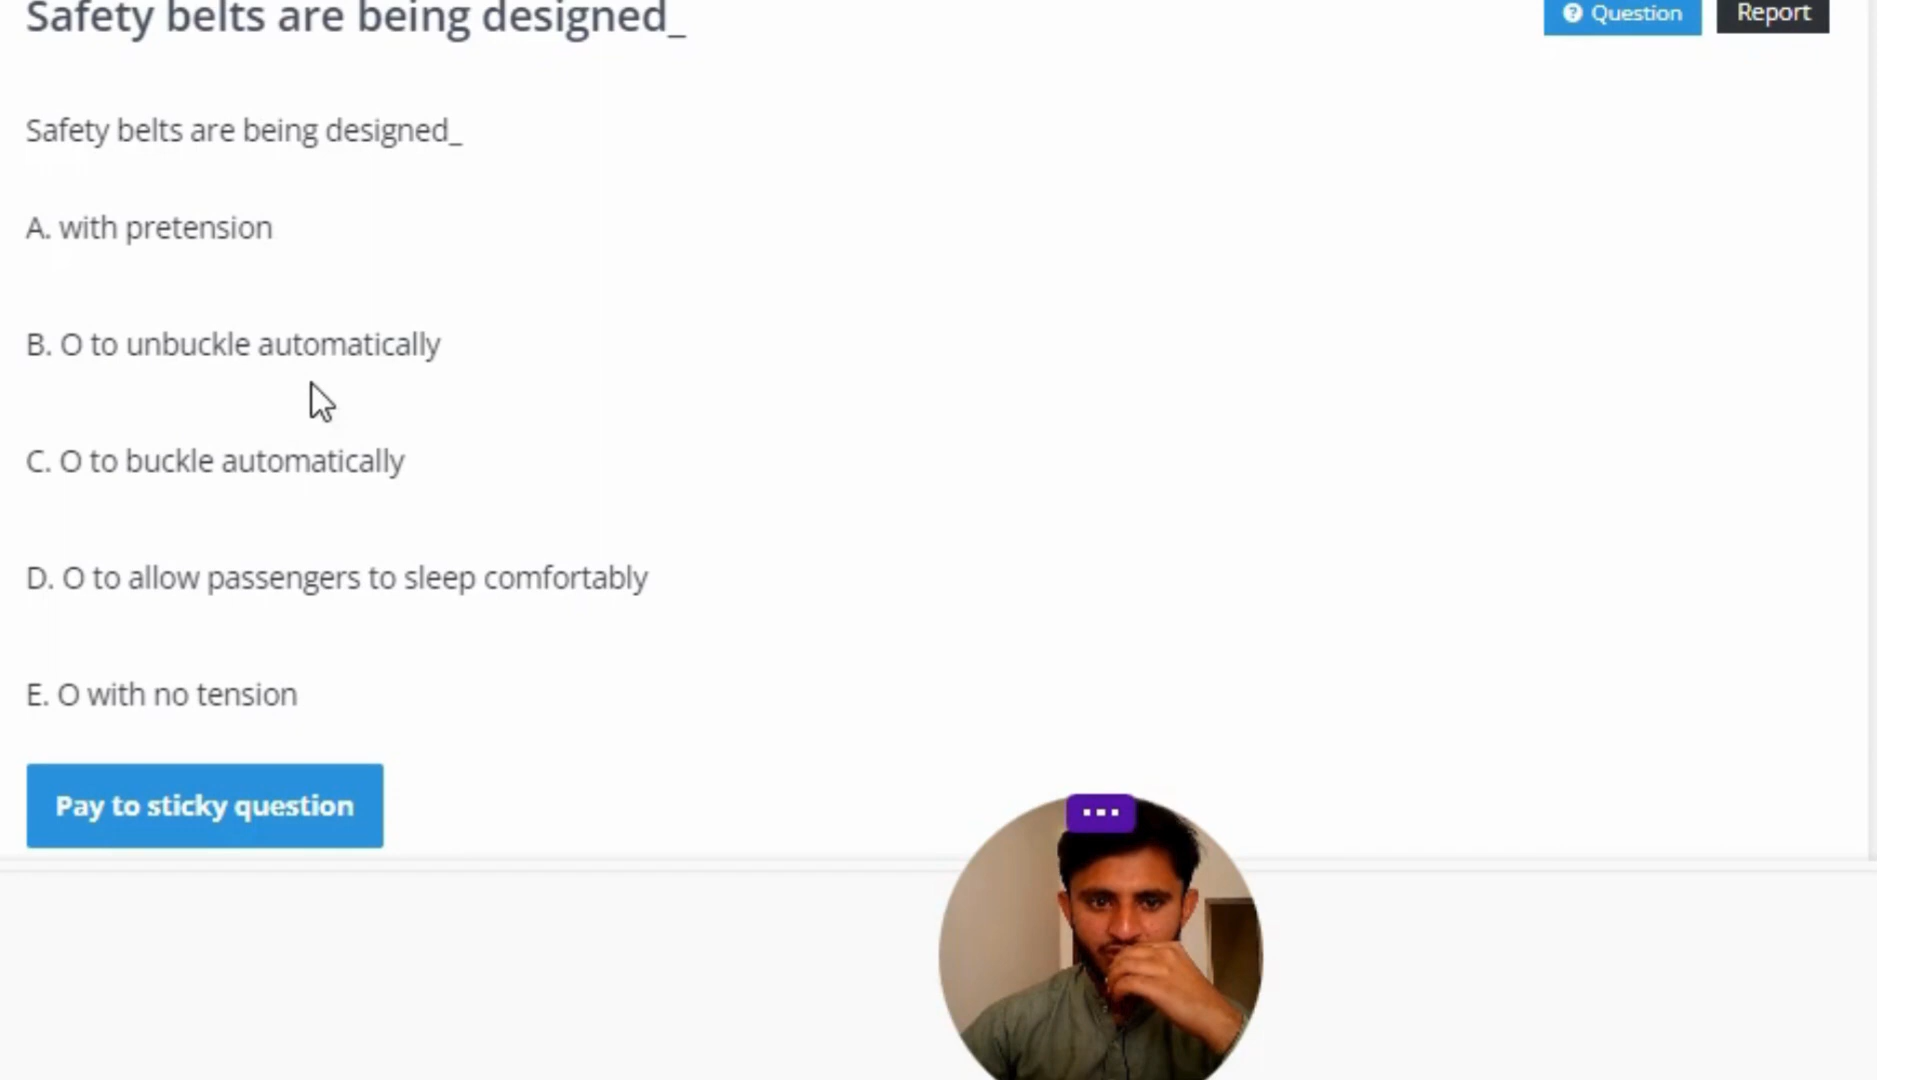 Safety belts are being designed_
Question
Report
Safety belts are being designed_
A. with pretension
B. O to unbuckle automatically
C. O to buckle automatically
D. O to allow passengers to sleep comfortably
E. O with no tension
Pay to sticky question